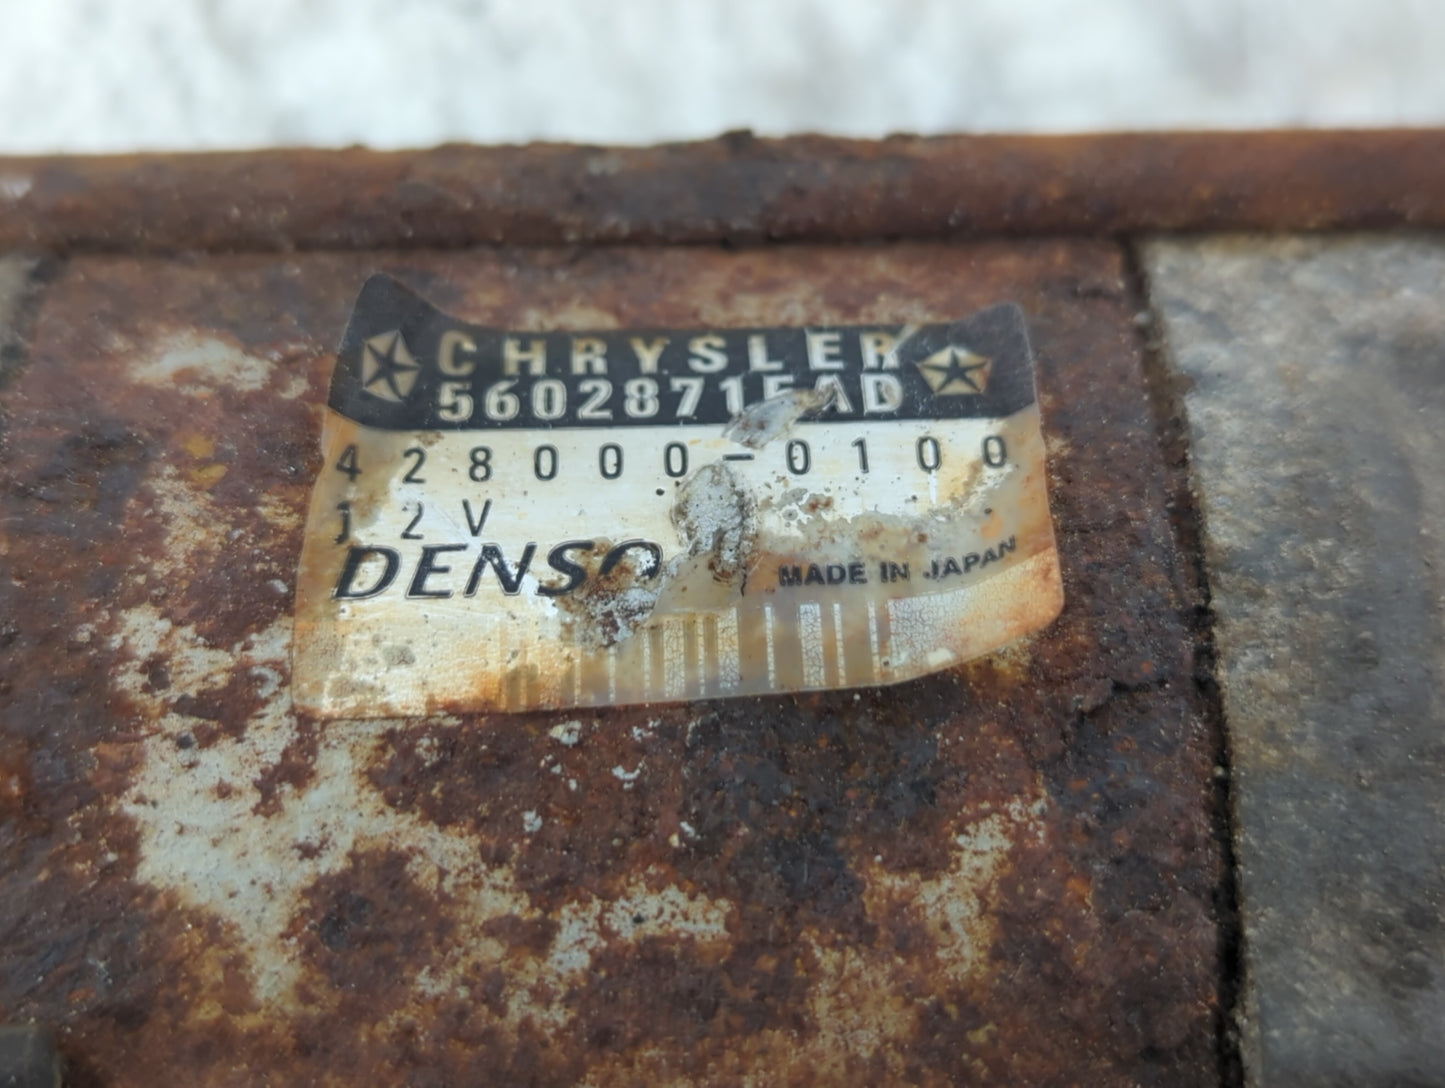 CHRYSLER
56028715AD
428000-0100
12V
DENSO
MADE IN JAPAN